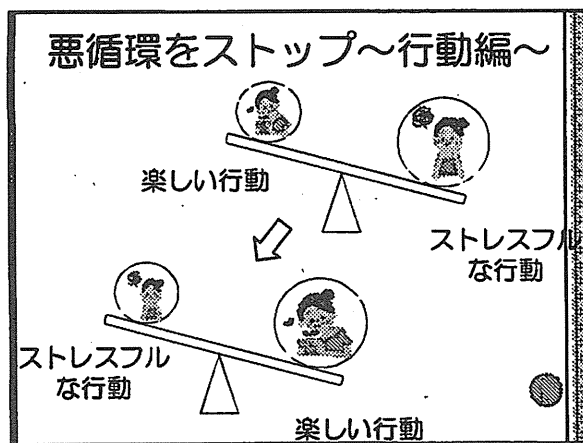 悪循環をストップ～行動編～
楽しい行動
ストレスフル
な行動
ストレスフル
な行動
楽しい行動